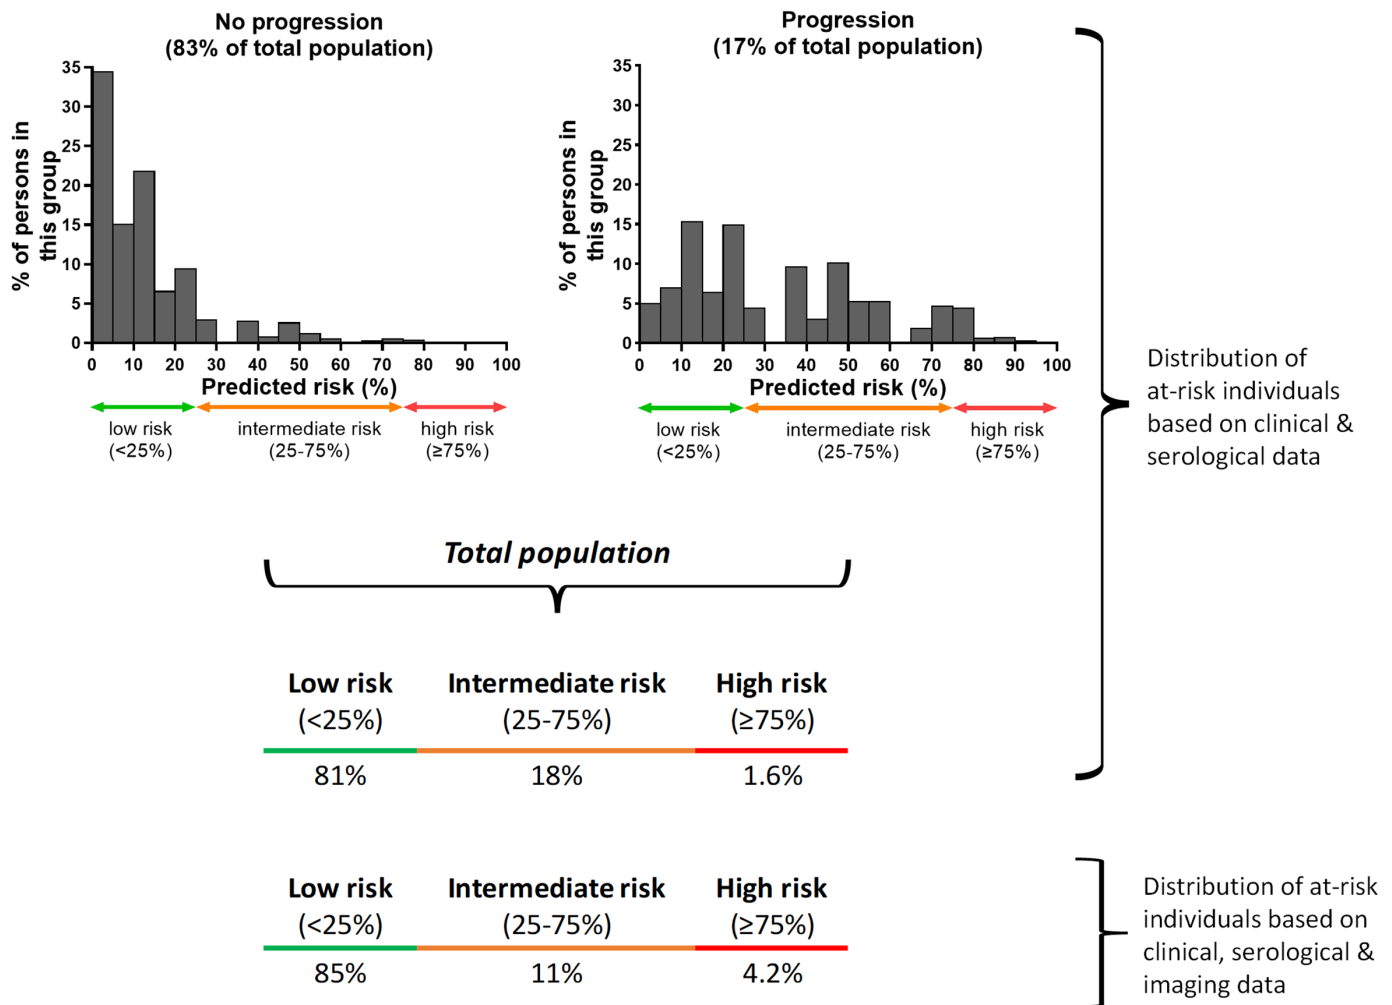 No progression
(83% of total population)
% of persons in
this group
35
30
25
20
15
10
5
0
0 10 20 30 40 50 60 70 80 90 100
Predicted risk (%)
low risk
(<25%)
intermediate risk
(25-75%)
high risk
(≥75%)
Progression
(17% of total population)
% of persons in
this group
35
30
25
20
15
10
5
0
0 10 20 30 40 50 60 70 80 90 100
Predicted risk (%)
low risk
(<25%)
intermediate risk
(25-75%)
high risk
(≥75%)
Distribution of
at-risk individuals
based on clinical &
serological data
Total population
Low risk Intermediate risk High risk
(<25%) (25-75%) (≥75%)
81% 18% 1.6%
Low risk Intermediate risk High risk
(<25%) (25-75%) (≥75%)
85% 11% 4.2%
Distribution of at-risk
individuals based on
clinical, serological &
imaging data